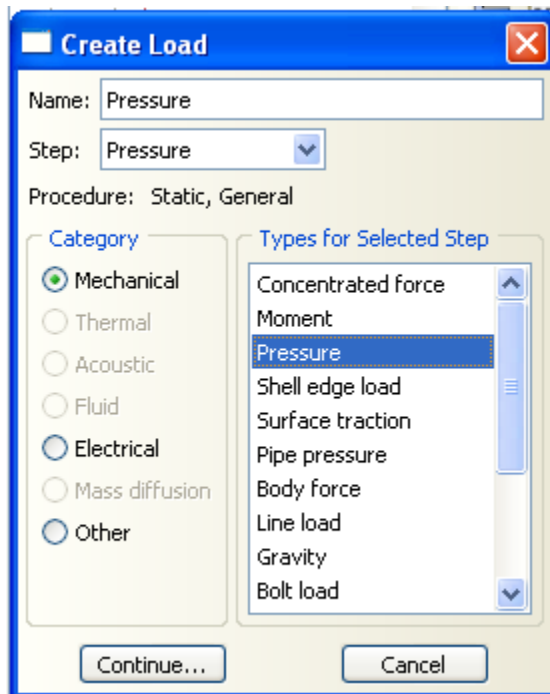 Create Load
Name: Pressure
Step: Pressure
Procedure: Static, General
Category
Mechanical
Thermal
Acoustic
Fluid
Electrical
Mass diffusion
Other
Types for Selected Step
Concentrated force
Moment
Pressure
Shell edge load
Surface traction
Pipe pressure
Body force
Line load
Gravity
Bolt load
Continue...
Cancel